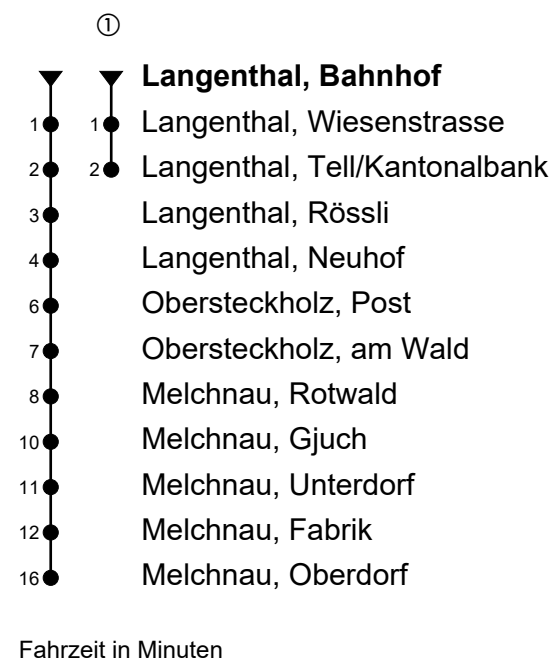 ①
Langenthal, Bahnhof
1 1 Langenthal, Wiesenstrasse
2 2 Langenthal, Tell/Kantonalbank
3 Langenthal, Rössli
4 Langenthal, Neuhof
6 Obersteckholz, Post
7 Obersteckholz, am Wald
8 Melchnau, Rotwald
10 Melchnau, Gjuch
11 Melchnau, Unterdorf
12 Melchnau, Fabrik
16 Melchnau, Oberdorf
Fahrzeit in Minuten